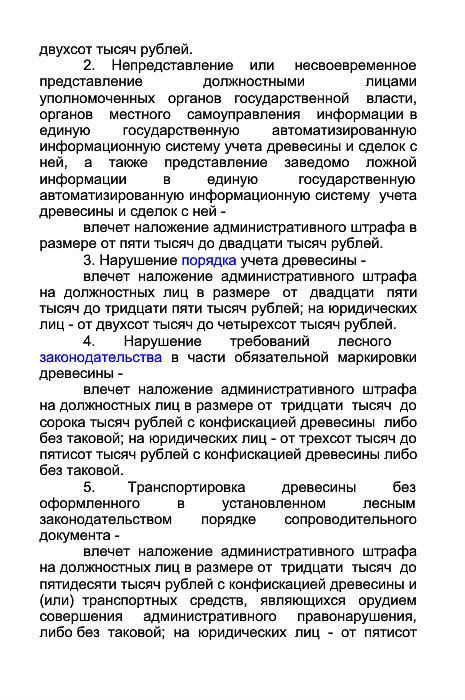 двухсот тысяч рублей.
2. Непредставление или несвоевременное
представление должностными лицами
уполномоченных органов государственной власти,
органов местного самоуправления информации в
единую государственную автоматизированную
информационную систему учета древесины и сделок с
ней, а также представление заведомо ложной
информации в единую государственную
автоматизированную информационную систему учета
древесины и сделок с ней -
влечет наложение административного штрафа в
размере от пяти тысяч до двадцати тысяч рублей.
3. Нарушение порядка учета древесины -
влечет наложение административного штрафа
на должностных лиц в размере от двадцати пяти
тысяч до тридцати пяти тысяч рублей; на юридических
лиц - от двухсот тысяч до четырехсот тысяч рублей.
4. Нарушение требований лесного
законодательства в части обязательной маркировки
древесины -
влечет наложение административного штрафа
на должностных лиц в размере от тридцати тысяч до
сорока тысяч рублей с конфискацией древесины либо
без таковой; на юридических лиц - от трехсот тысяч до
пятисот тысяч рублей с конфискацией древесины либо
без таковой.
5. Транспортировка древесины без
оформленного в установленном лесным
законодательством порядке сопроводительного
документа -
влечет наложение административного штрафа
на должностных лиц в размере от тридцати тысяч до
пятидесяти тысяч рублей с конфискацией древесины и
(или) транспортных средств, являющихся орудием
совершения административного правонарушения,
либо без таковой; на юридических лиц - от пятисот